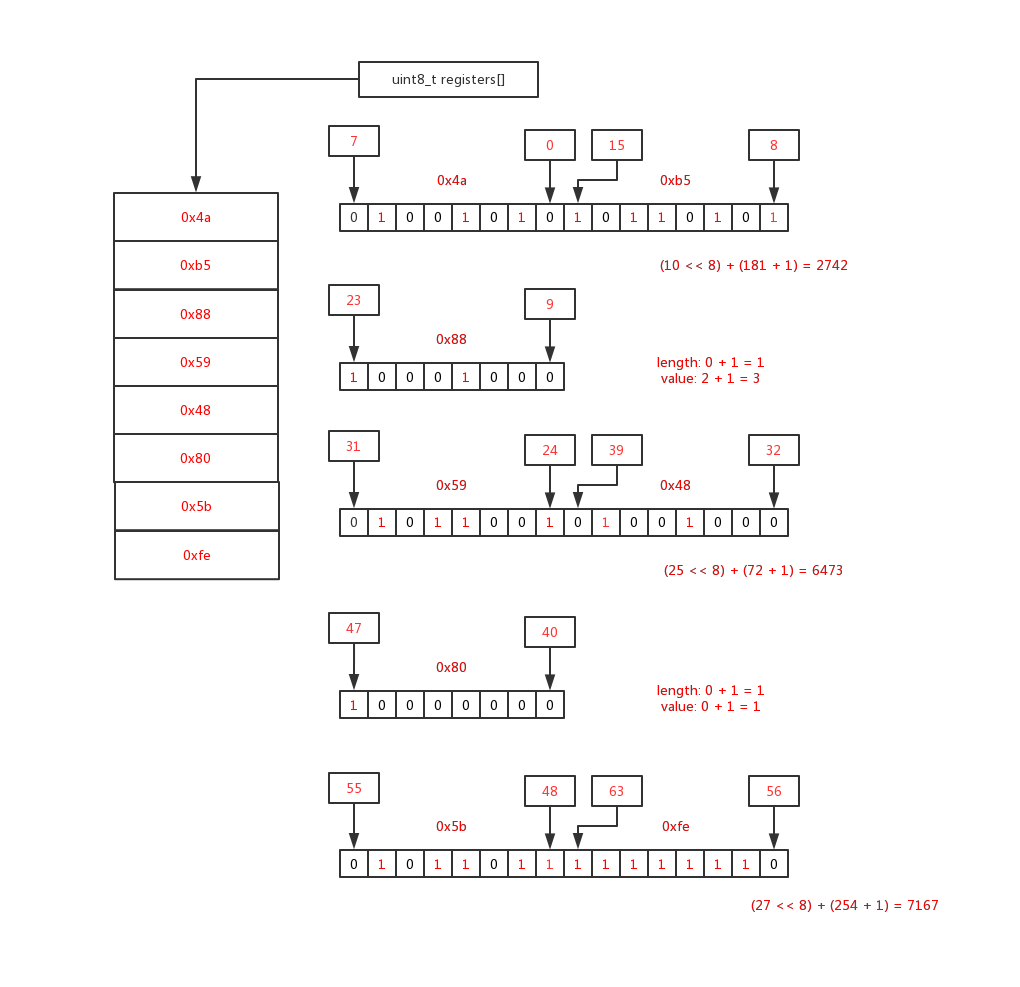 uint8_t registers[]
7 0 15 8
0x4a 0xb5
0 1 0 0 1 0 1 0 1 0 1 1 0 1 0 1
(10 << 8) + (181 + 1) = 2742
0x4a
0xb5
0x88
0x59
0x48
0x80
0x5b
0xfe
23 9
0x88
1 0 0 0 1 0 0 0
length: 0 + 1 = 1
value: 2 + 1 = 3
31 24 39 32
0x59 0x48
0 1 0 1 1 0 0 1 0 1 0 0 1 0 0 0
(25 << 8) + (72 + 1) = 6473
47 40
0x80
1 0 0 0 0 0 0 0
length: 0 + 1 = 1
value: 0 + 1 = 1
55 48 63 56
0x5b 0xfe
0 1 0 1 1 0 1 1 1 1 1 1 1 1 1 0
(27 << 8) + (254 + 1) = 7167